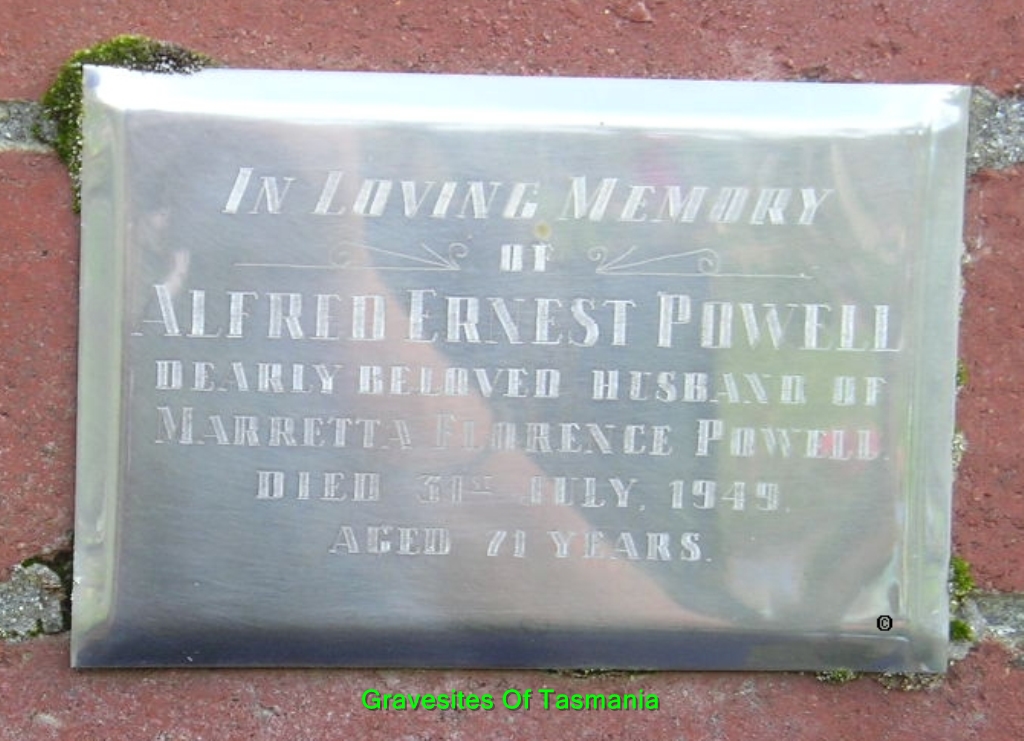 In Loving Memory
OF
Alfred Ernest Powell
DEARLY BELOVED HUSBAND OF
Marretta Florence Powell.
DIED 31st JULY, 1949.
AGED 71 YEARS.
©
Gravesites Of Tasmania